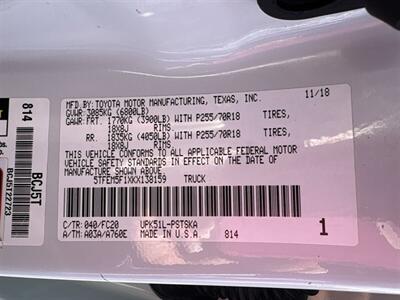 MFD.BY:TOYOTA MOTOR MANUFACTURING, TEXAS, INC. 11/18
GVWR:3085KG (6800LB)
GAWR: FRT. 1770KG (3900LB) WITH P255/70R18 TIRES,
18X8J RIMS
RR. 1835KG (4050LB) WITH P255/70R18 TIRES,
18X8J RIMS
THIS VEHICLE CONFORMS TO ALL APPLICABLE FEDERAL MOTOR
VEHICLE SAFETY STANDARDS IN EFFECT ON THE DATE OF
MANUFACTURE SHOWN ABOVE.
5TFEM5F1XKX138159 TRUCK
C/TR: 040/FC20 UPK51L-PSTSKA 1
A/TM: A03A/A760E MADE IN U.S.A. 814
814
BCJ5T
BCJ5T22723